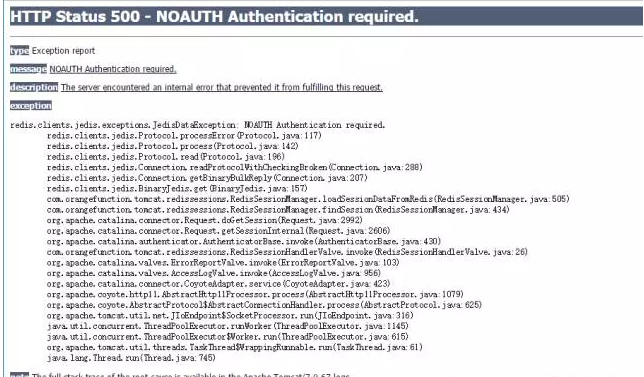 HTTP Status 500 - NOAUTH Authentication required.
type Exception report
message NOAUTH Authentication required.
description The server encountered an internal error that prevented it from fulfilling this request.
exception
redis.clients.jedis.exceptions.JedisDataException: NOAUTH Authentication required.
redis.clients.jedis.Protocol.processError(Protocol.java:117)
redis.clients.jedis.Protocol.process(Protocol.java:142)
redis.clients.jedis.Protocol.read(Protocol.java:196)
redis.clients.jedis.Connection.readProtocolWithCheckingBroken(Connection.java:288)
redis.clients.jedis.Connection.getBinaryBulkReply(Connection.java:207)
redis.clients.jedis.BinaryJedis.get(BinaryJedis.java:157)
com.orangefunction.tomcat.redissessions.RedisSessionManager.loadSessionDataFromRedis(RedisSessionManager.java:505)
com.orangefunction.tomcat.redissessions.RedisSessionManager.findSession(RedisSessionManager.java:434)
org.apache.catalina.connector.Request.doGetSession(Request.java:2992)
org.apache.catalina.connector.Request.getSessionInternal(Request.java:2606)
org.apache.catalina.authenticator.AuthenticatorBase.invoke(AuthenticatorBase.java:430)
com.orangefunction.tomcat.redissessions.RedisSessionHandlerValve.invoke(RedisSessionHandlerValve.java:26)
org.apache.catalina.valves.ErrorReportValve.invoke(ErrorReportValve.java:103)
org.apache.catalina.valves.AccessLogValve.invoke(AccessLogValve.java:956)
org.apache.catalina.connector.CoyoteAdapter.service(CoyoteAdapter.java:423)
org.apache.coyote.http11.AbstractHttp11Processor.process(AbstractHttp11Processor.java:1079)
org.apache.coyote.AbstractProtocol$AbstractConnectionHandler.process(AbstractProtocol.java:625)
org.apache.tomcat.util.net.JIoEndpoint$SocketProcessor.run(JIoEndpoint.java:316)
java.util.concurrent.ThreadPoolExecutor.runWorker(ThreadPoolExecutor.java:1145)
java.util.concurrent.ThreadPoolExecutor$Worker.run(ThreadPoolExecutor.java:615)
org.apache.tomcat.util.threads.TaskThread$WrappingRunnable.run(TaskThread.java:61)
java.lang.Thread.run(Thread.java:745)
note The full stack trace of the root cause is available in the Apache Tomcat/7.0.67 logs.